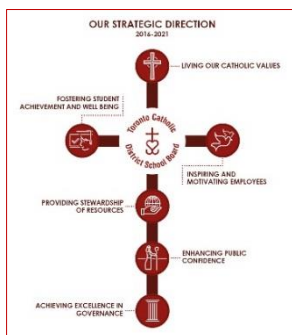 OUR STRATEGIC DIRECTION
2016-2021
LIVING OUR CATHOLIC VALUES
FOSTERING STUDENT
ACHIEVEMENT AND WELL BEING
Toronto Catholic
District School Board
INSPIRING AND
MOTIVATING EMPLOYEES
PROVIDING STEWARDSHIP
OF RESOURCES
ENHANCING PUBLIC
CONFIDENCE
ACHIEVING EXCELLENCE IN
GOVERNANCE